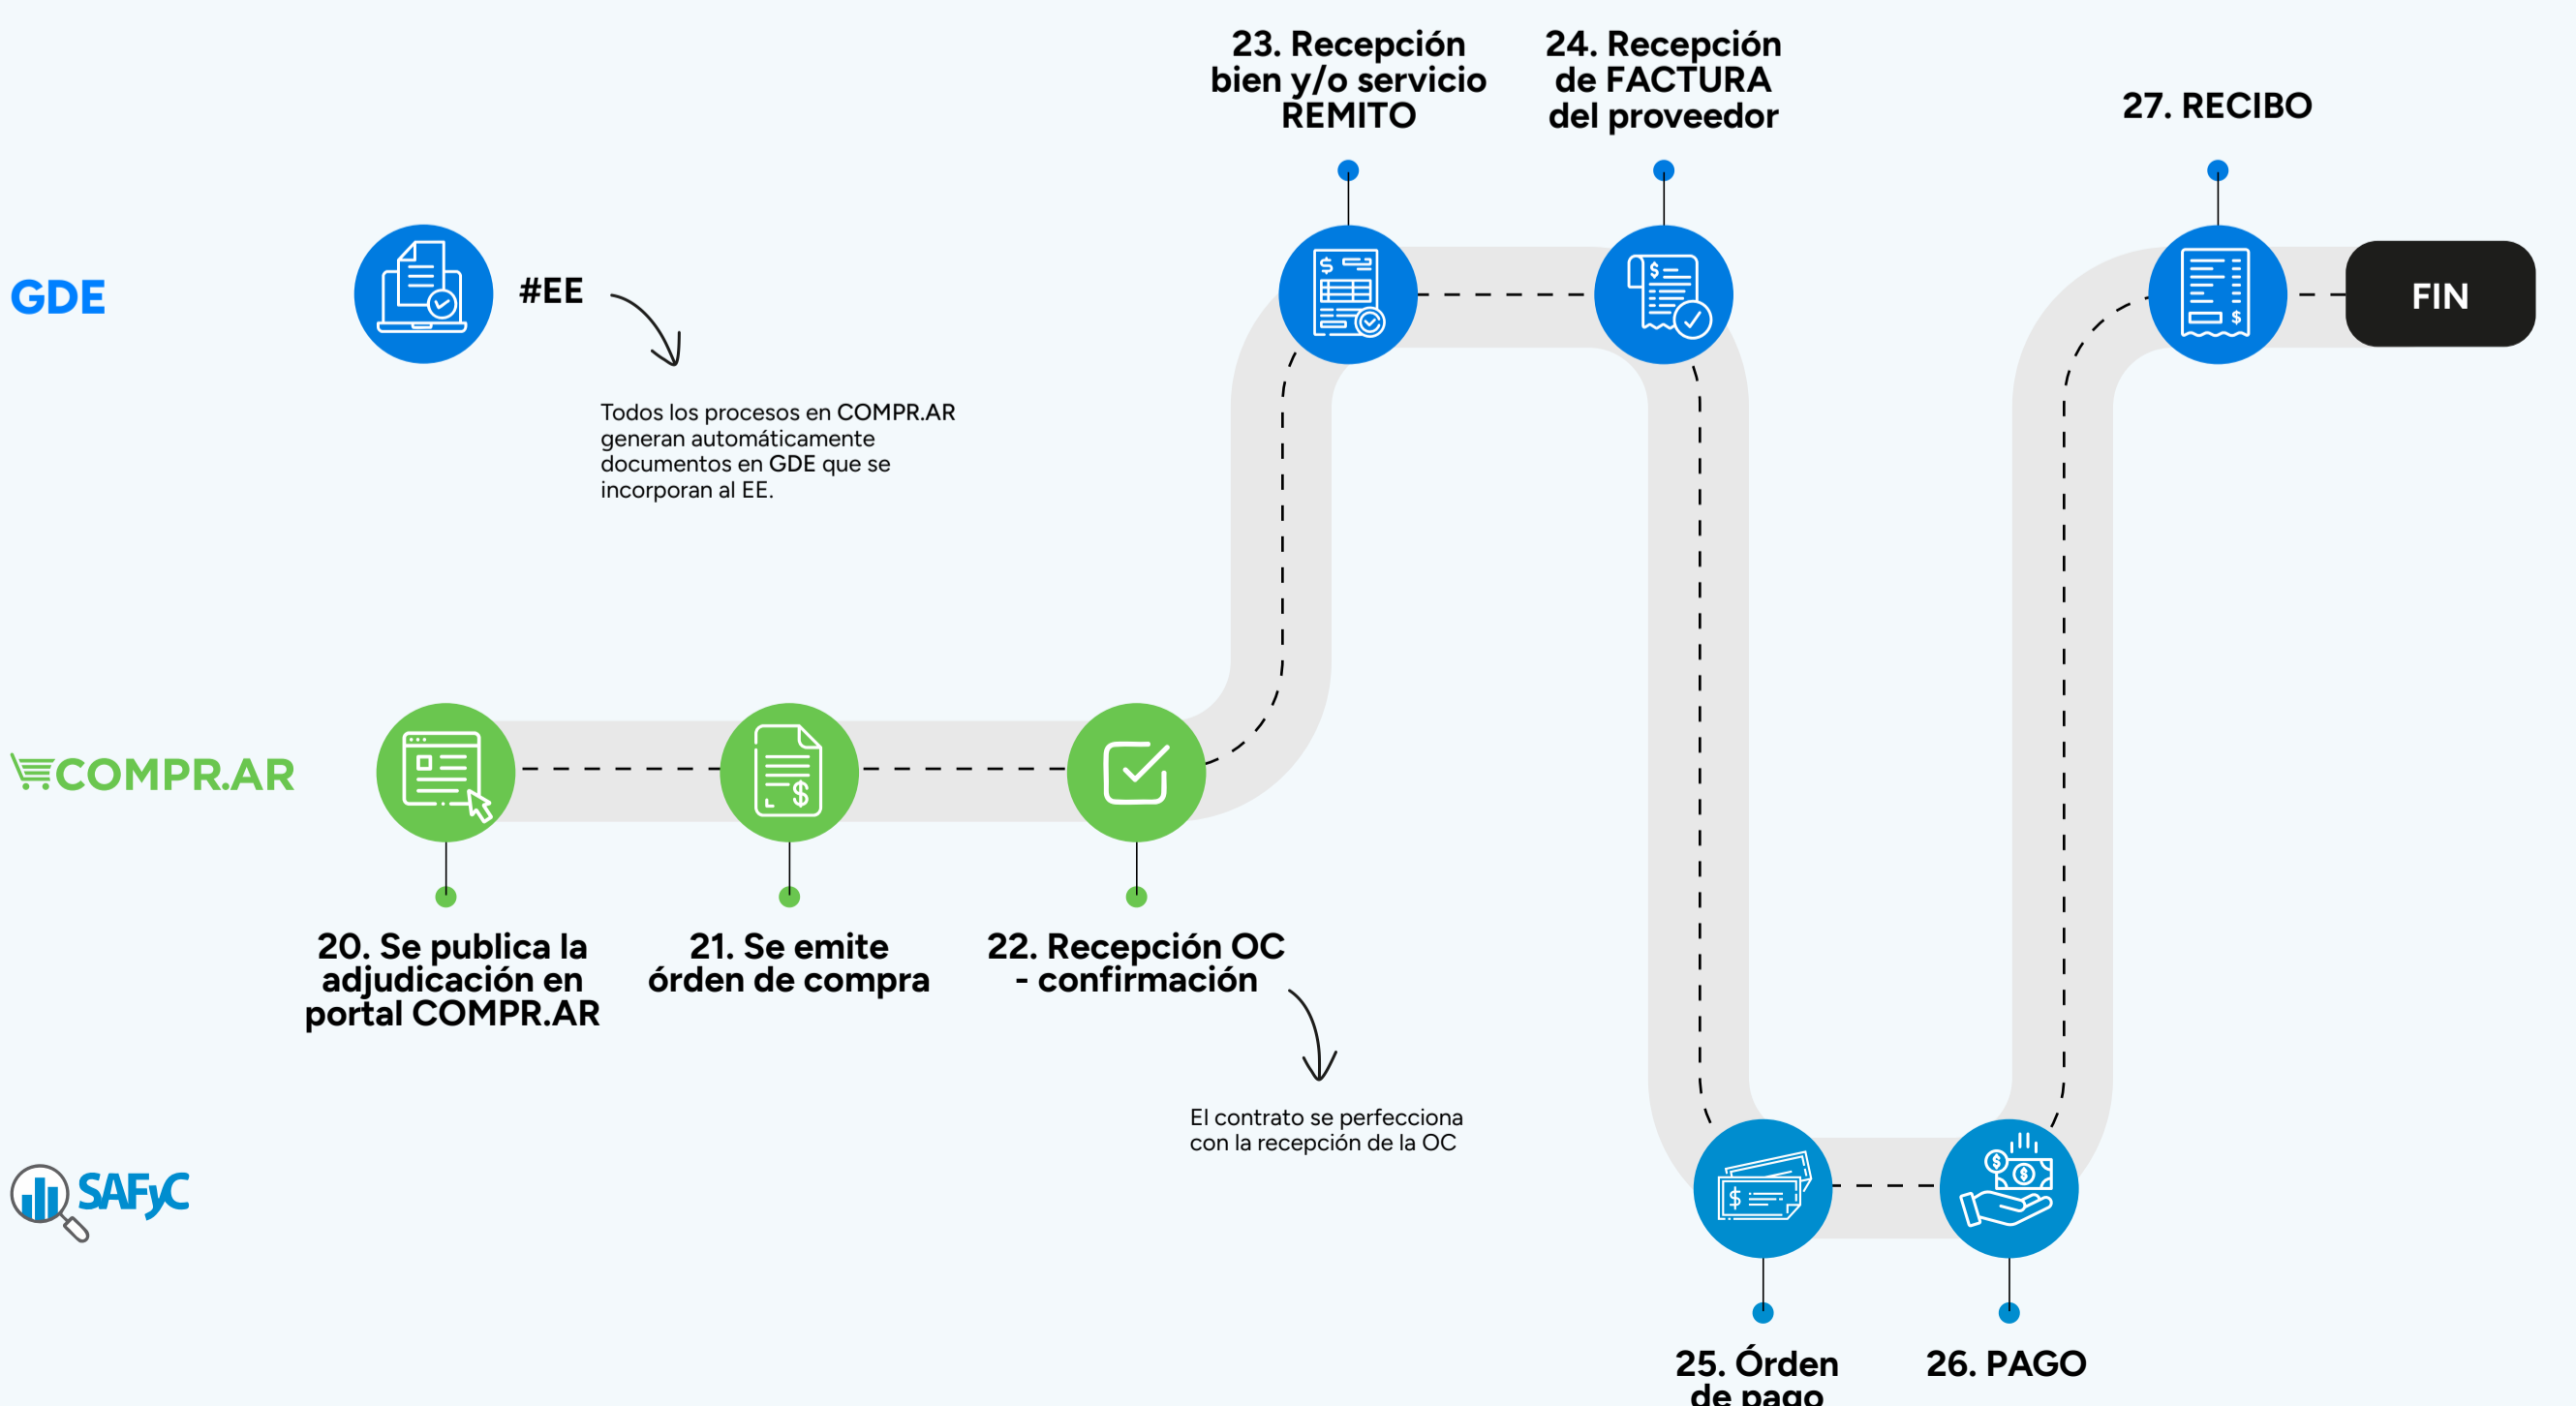 23. Recepción
bien y/o servicio
REMITO
24. Recepción
de FACTURA
del proveedor
27. RECIBO
GDE
#EE
FIN
Todos los procesos en COMPR.AR
generan automáticamente
documentos en GDE que se
incorporan al EE.
COMPR.AR
20. Se publica la
adjudicación en
portal COMPR.AR
21. Se emite
órden de compra
22. Recepción OC
- confirmación
El contrato se perfecciona
con la recepción de la OC
SAFyC
25. Órden
de pago
26. PAGO